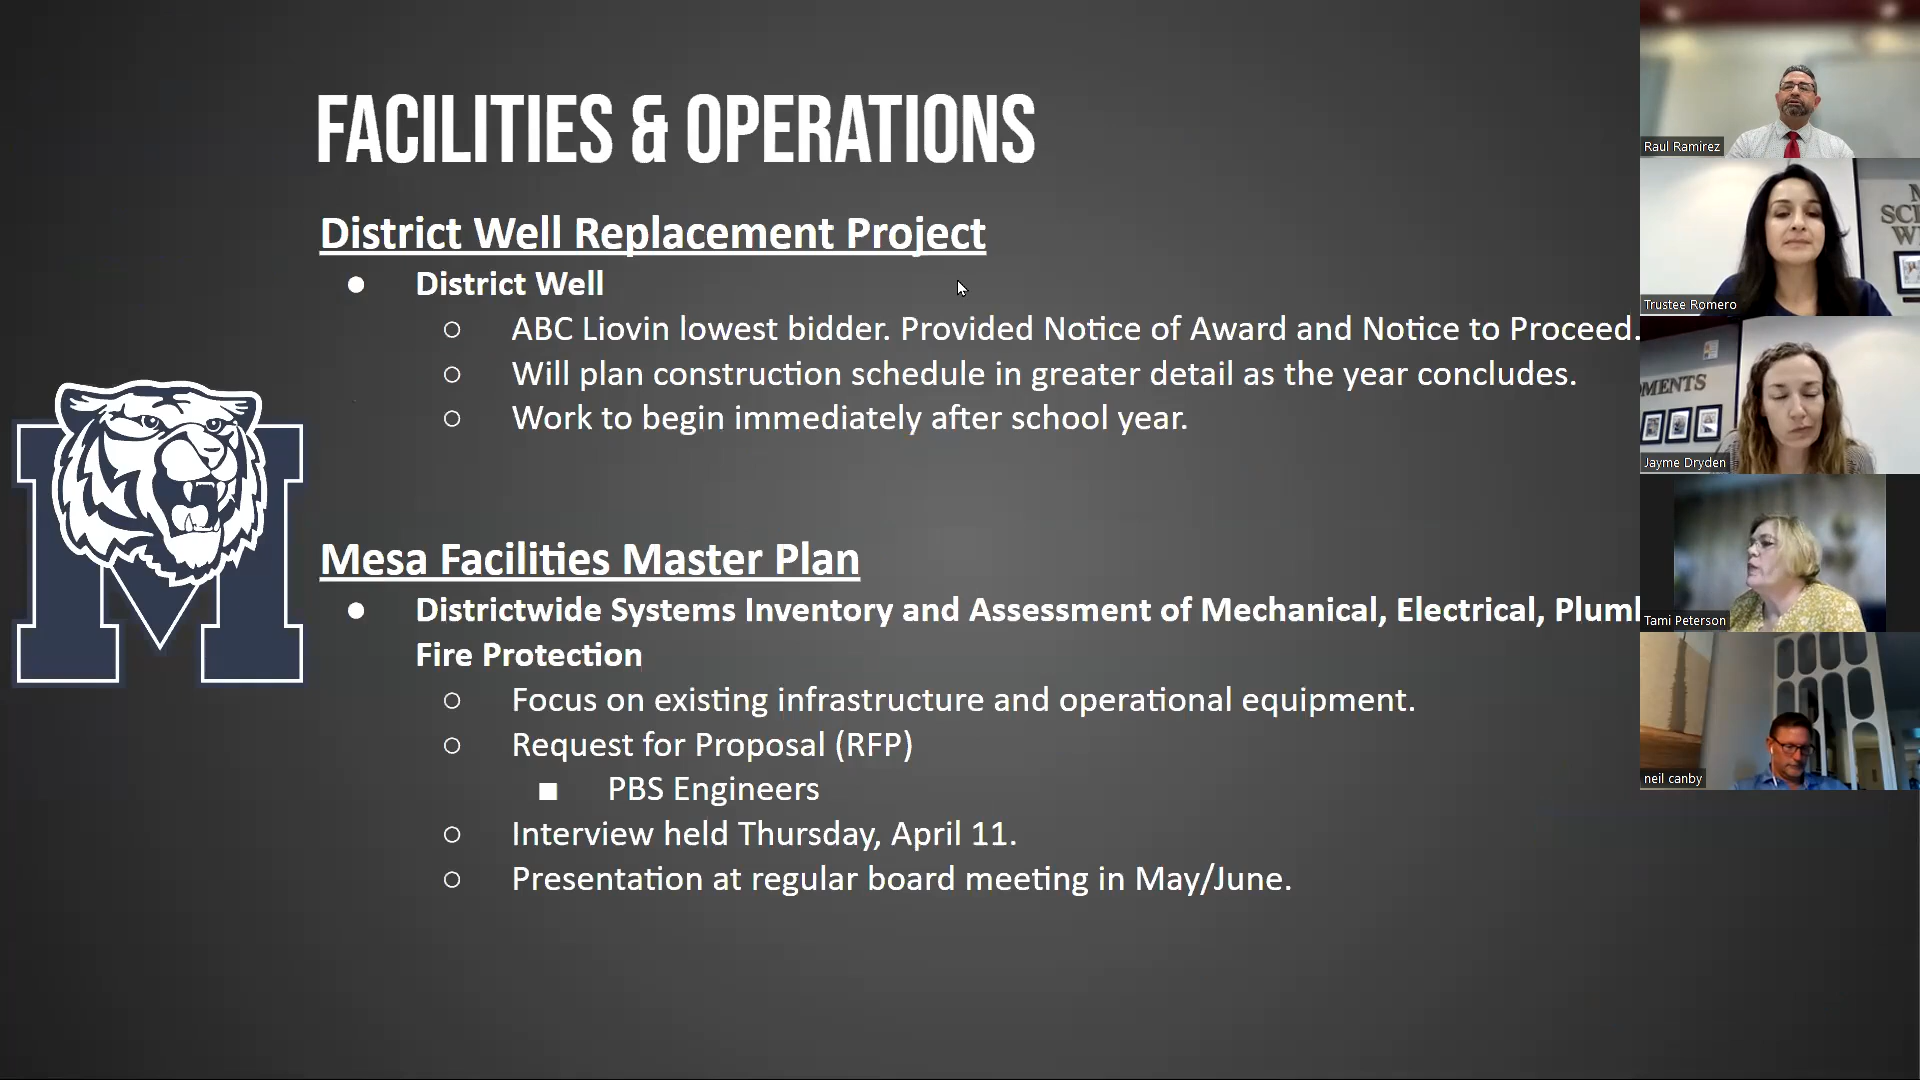 FACILITIES & OPERATIONS
District Well Replacement Project
● District Well
○ ABC Liovin lowest bidder. Provided Notice of Award and Notice to Proceed.
○ Will plan construction schedule in greater detail as the year concludes.
○ Work to begin immediately after school year.
Mesa Facilities Master Plan
● Districtwide Systems Inventory and Assessment of Mechanical, Electrical,
Fire Protection
○ Focus on existing infrastructure and operational equipment.
○ Request for Proposal (RFP)
■ PBS Engineers
○ Interview held Thursday, April 11.
○ Presentation at regular board meeting in May/June.
M
Raul Ramirez
Trustee Romero
Jayme Dryden
Tami Peterson
neil canby